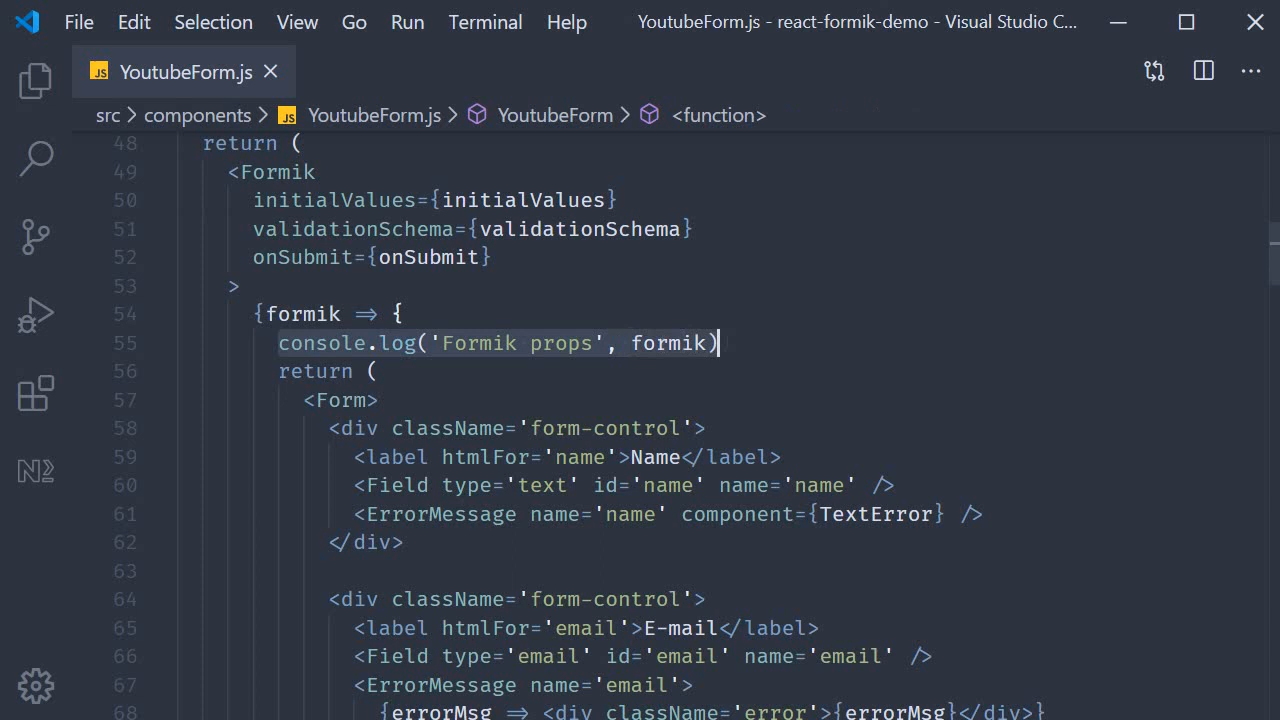 File Edit Selection View Go Run Terminal Help YoutubeForm.js - react-formik-demo - Visual Studio C...
JS YoutubeForm.js
src > components > JS YoutubeForm.js > YoutubeForm > <function>
48 return (
49 <Formik
50 initialValues={initialValues}
51 validationSchema={validationSchema}
52 onSubmit={onSubmit}
53 >
54 {formik => {
55 console.log('Formik props', formik)
56 return (
57 <Form>
58 <div className='form-control'>
59 <label htmlFor='name'>Name</label>
60 <Field type='text' id='name' name='name' />
61 <ErrorMessage name='name' component={TextError} />
62 </div>
63
64 <div className='form-control'>
65 <label htmlFor='email'>E-mail</label>
66 <Field type='email' id='email' name='email' />
67 <ErrorMessage name='email'>
68 {errorMsg => <div className='error'>{errorMsg}</div>}